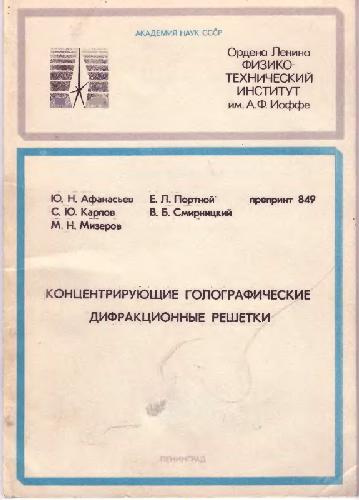 АКАДЕМИЯ НАУК СССР
Ордена Ленина
ФИЗИКО-
ТЕХНИЧЕСКИЙ
ИНСТИТУТ
им. А.Ф. Иоффе
Ю. Н. Афанасьев Е. Л. Портной препринт 849
С. Ю. Карпов В. Б. Смирницкий
М. Н. Мизеров
КОНЦЕНТРИРУЮЩИЕ ГОЛОГРАФИЧЕСКИЕ
ДИФРАКЦИОННЫЕ РЕШЕТКИ
ЛЕНИНГРАД